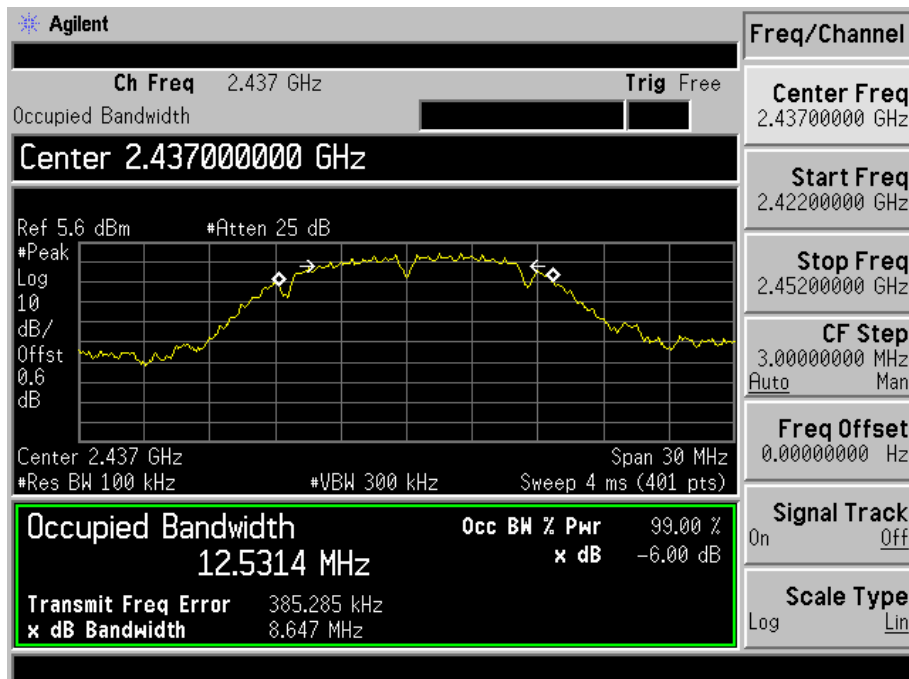 Agilent
Freq/Channel
Ch Freq 2.437 GHz Trig Free
Occupied Bandwidth
Center 2.437000000 GHz
Ref 5.6 dBm #Atten 25 dB
#Peak
Log
10
dB/
Offst
0.6
dB
Center 2.437 GHz Span 30 MHz
#Res BW 100 kHz #VBW 300 kHz Sweep 4 ms (401 pts)
Occupied Bandwidth
12.5314 MHz
Occ BW % Pwr 99.00 %
x dB -6.00 dB
Transmit Freq Error 385.285 kHz
x dB Bandwidth 8.647 MHz
Center Freq
2.43700000 GHz
Start Freq
2.42200000 GHz
Stop Freq
2.45200000 GHz
CF Step
3.00000000 MHz
Auto Man
Freq Offset
0.00000000 Hz
Signal Track
On Off
Scale Type
Log Lin